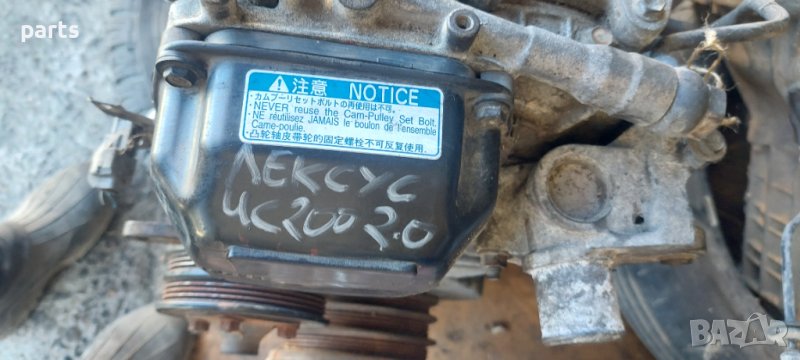 parts
注意 NOTICE
・カムプーリセットボルトの再使用は不可。
・NEVER reuse the Cam-Pulley Set Bolt.
・NE réutilisez JAMAIS le boulon de l'ensemble
Came-poulie.
・凸轮轴皮带轮的固定螺栓不可反复使用.
ЛЕКСУС
ИС200 2.0
BAZAR
bg